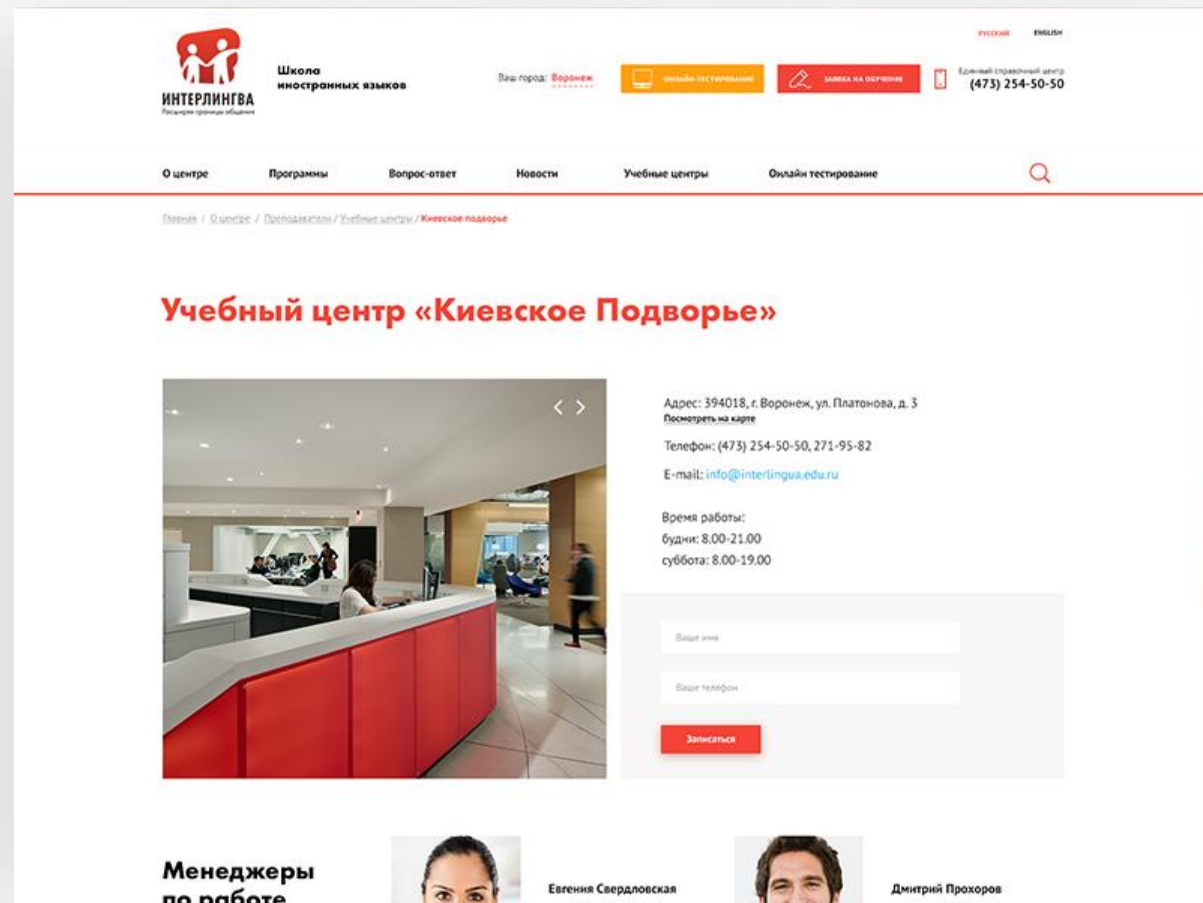 РУССКИЙ ENGLISH
ИНТЕРЛИНГВА
Расширяя границы общения
Школа
иностранных языков
Ваш город: Воронеж
ОНЛАЙН-ТЕСТИРОВАНИЕ
ЗАЯВКА НА ОБУЧЕНИЕ
Единый справочный центр
(473) 254-50-50
О центре Программы Вопрос-ответ Новости Учебные центры Онлайн тестирование
Главная / О центре / Преподаватели / Учебные центры / Киевское подворье
Учебный центр «Киевское Подворье»
Адрес: 394018, г. Воронеж, ул. Платонова, д. 3
Посмотреть на карте
Телефон: (473) 254-50-50, 271-95-82
E-mail: info@interlingua.edu.ru
Время работы:
будни: 8.00-21.00
суббота: 8.00-19.00
Ваше имя
Ваше телефон
Записаться
Менеджеры
по работе
Евгения Свердловская
Дмитрий Прохоров